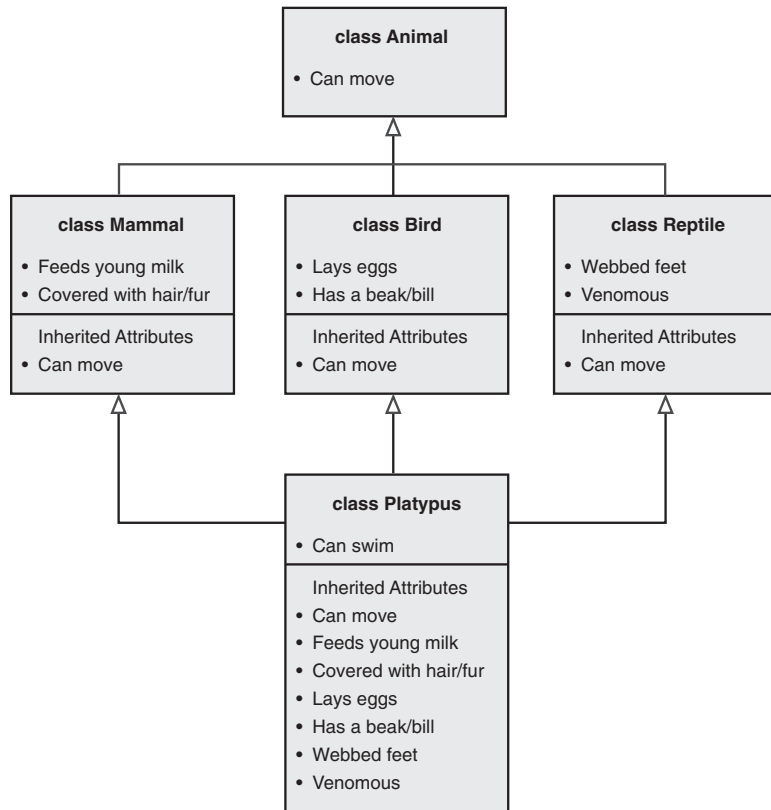 class Animal
• Can move
class Mammal
• Feeds young milk
• Covered with hair/fur
Inherited Attributes
• Can move
class Bird
• Lays eggs
• Has a beak/bill
Inherited Attributes
• Can move
class Reptile
• Webbed feet
• Venomous
Inherited Attributes
• Can move
class Platypus
• Can swim
Inherited Attributes
• Can move
• Feeds young milk
• Covered with hair/fur
• Lays eggs
• Has a beak/bill
• Webbed feet
• Venomous